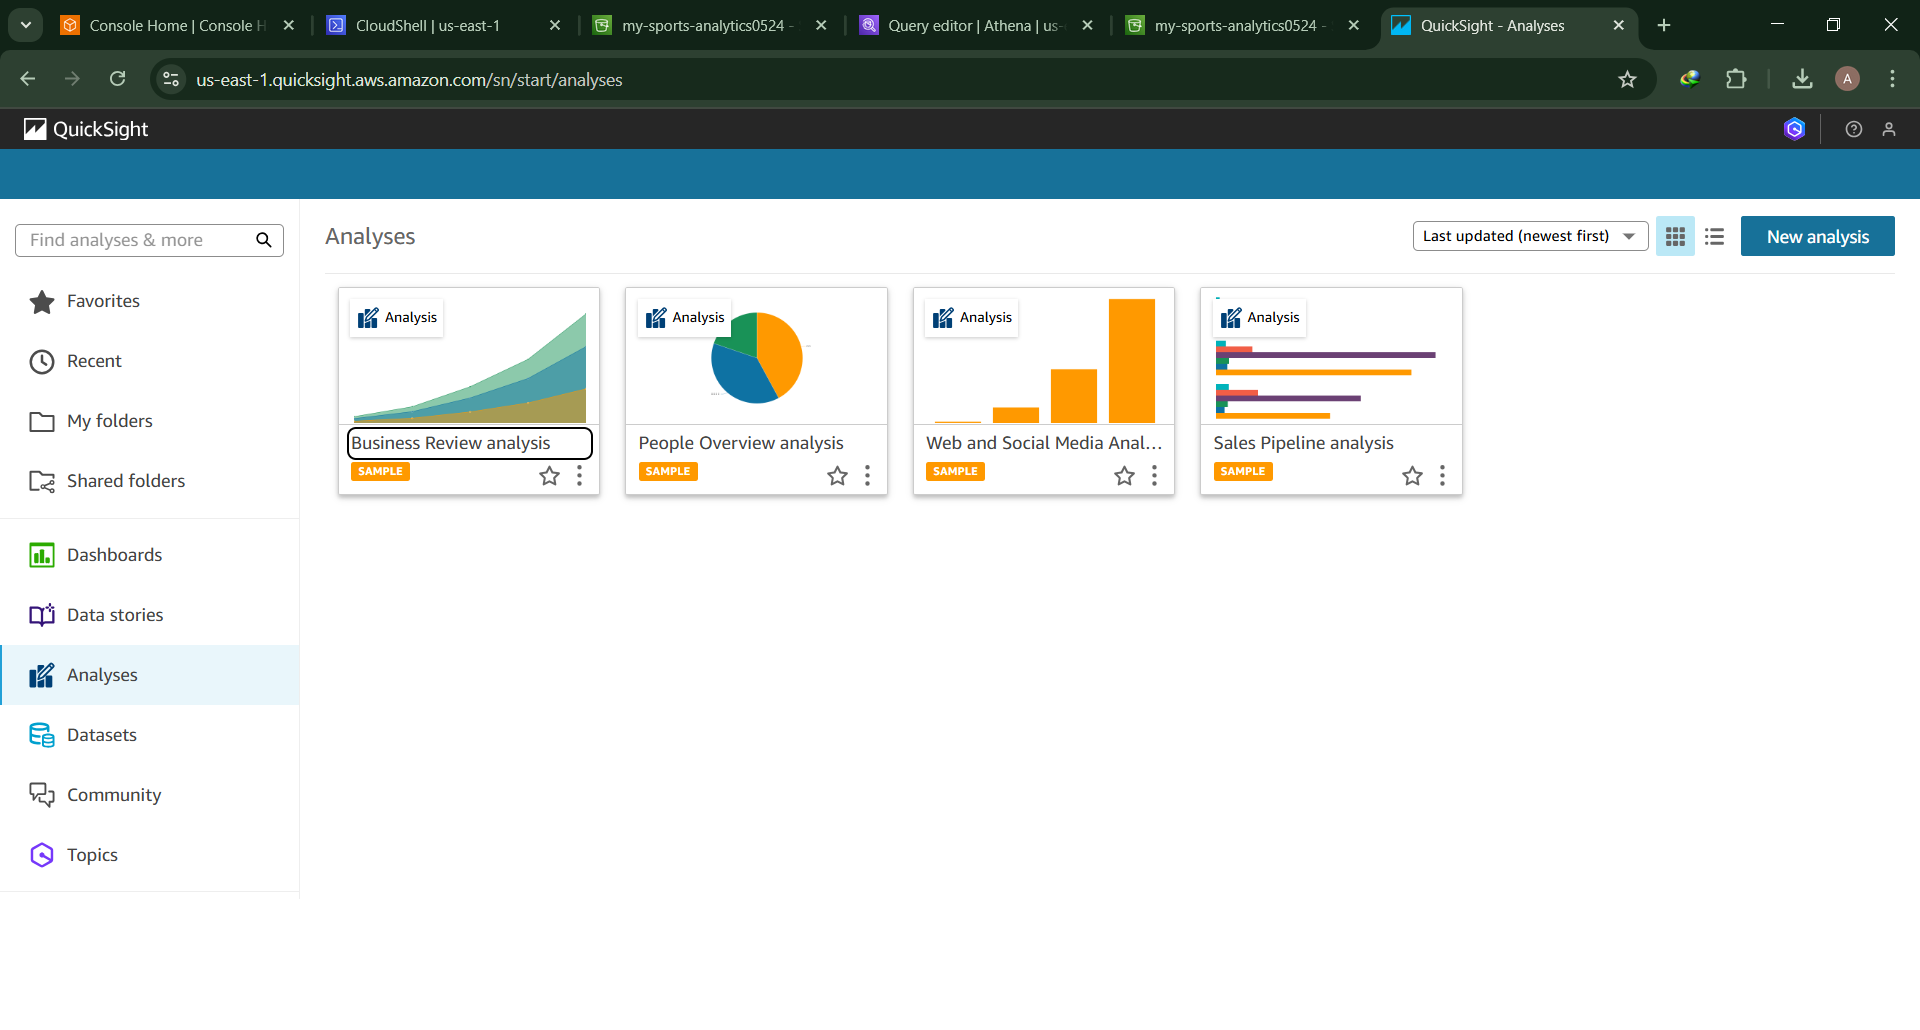 Console Home | Console H
CloudShell | us-east-1
my-sports-analytics0524 -
Query editor | Athena | us-
my-sports-analytics0524 -
QuickSight - Analyses
us-east-1.quicksight.aws.amazon.com/sn/start/analyses
A
QuickSight
Find analyses & more
Favorites
Recent
My folders
Shared folders
Dashboards
Data stories
Analyses
Datasets
Community
Topics
Analyses
Last updated (newest first)
New analysis
Analysis
Business Review analysis
SAMPLE
Analysis
People Overview analysis
SAMPLE
Analysis
Web and Social Media Anal...
SAMPLE
Analysis
Sales Pipeline analysis
SAMPLE